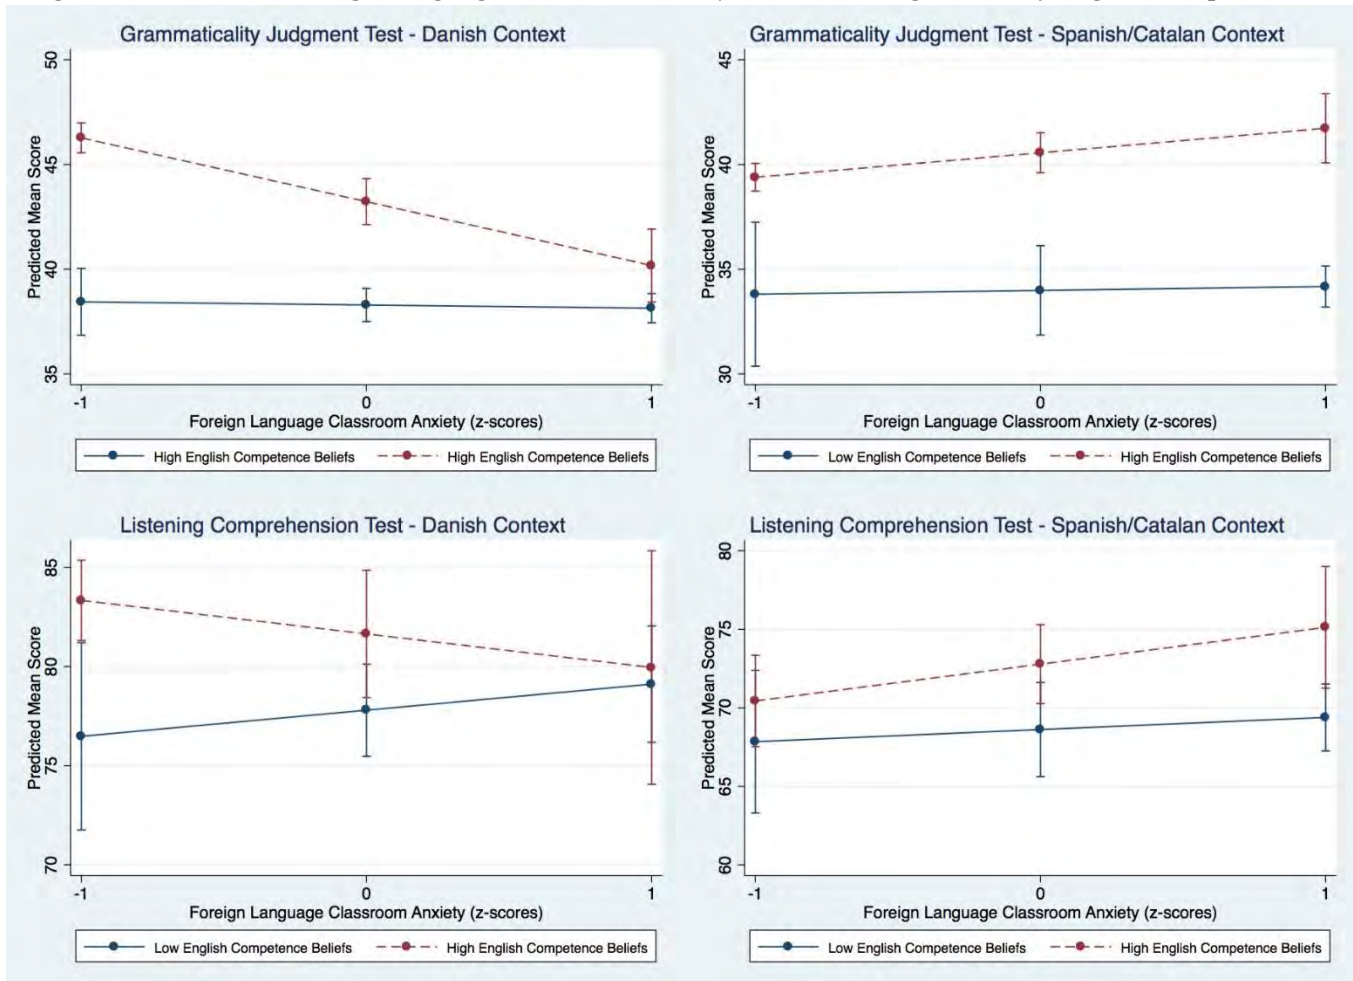 Grammaticality Judgment Test - Danish Context
Predicted Mean Score
50
45
40
35
-1
0
1
Foreign Language Classroom Anxiety (z-scores)
High English Competence Beliefs
High English Competence Beliefs
Grammaticality Judgment Test - Spanish/Catalan Context
Predicted Mean Score
45
40
35
30
-1
0
1
Foreign Language Classroom Anxiety (z-scores)
Low English Competence Beliefs
High English Competence Beliefs
Listening Comprehension Test - Danish Context
Predicted Mean Score
85
80
75
70
-1
0
1
Foreign Language Classroom Anxiety (z-scores)
Low English Competence Beliefs
High English Competence Beliefs
Listening Comprehension Test - Spanish/Catalan Context
Predicted Mean Score
80
75
70
65
60
-1
0
1
Foreign Language Classroom Anxiety (z-scores)
Low English Competence Beliefs
High English Competence Beliefs